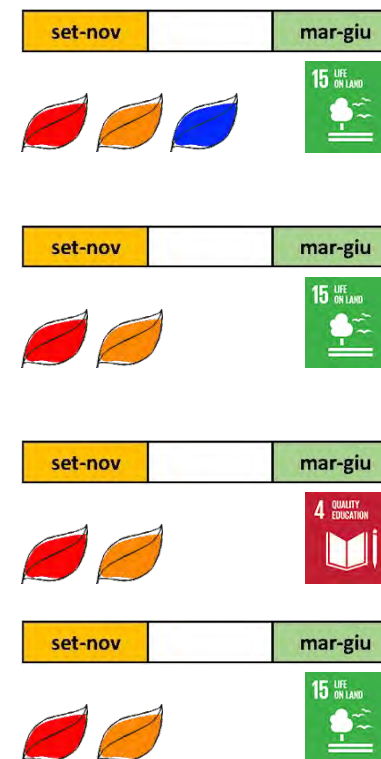 set-nov mar-giu
15 LIFE
ON LAND
set-nov mar-giu
15 LIFE
ON LAND
set-nov mar-giu
4 QUALITY
EDUCATION
set-nov mar-giu
15 LIFE
ON LAND